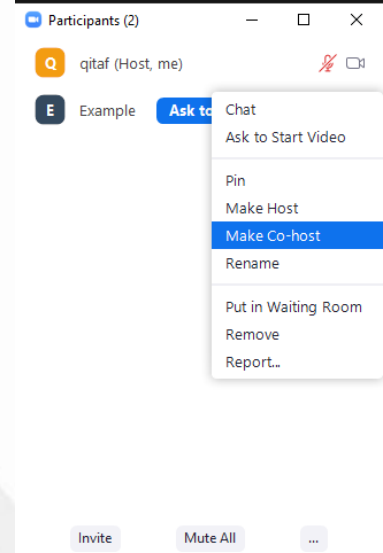 Participants (2)
Q qitaf (Host, me)
E Example Ask to
Chat
Ask to Start Video
Pin
Make Host
Make Co-host
Rename
Put in Waiting Room
Remove
Report...
Invite Mute All ...